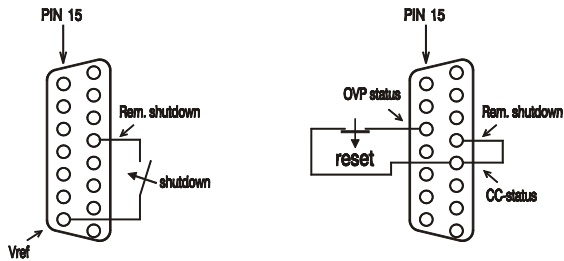 PIN 15
Rem. shutdown
shutdown
Vref
PIN 15
OVP status
Rem. shutdown
reset
CC-status